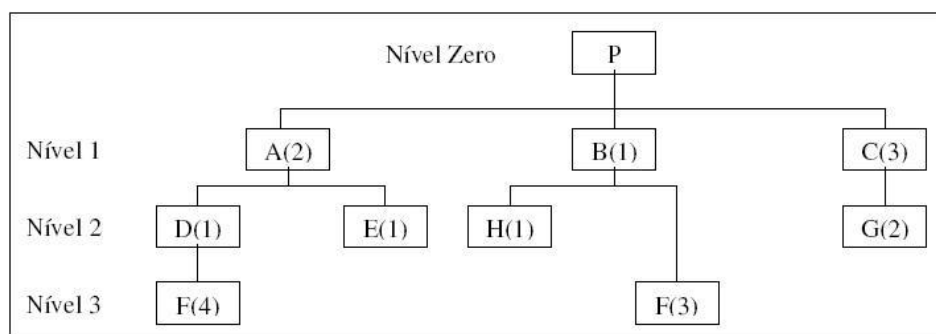 Nível Zero P
Nível 1 A(2) B(1) C(3)
Nível 2 D(1) E(1) H(1) G(2)
Nível 3 F(4) F(3)